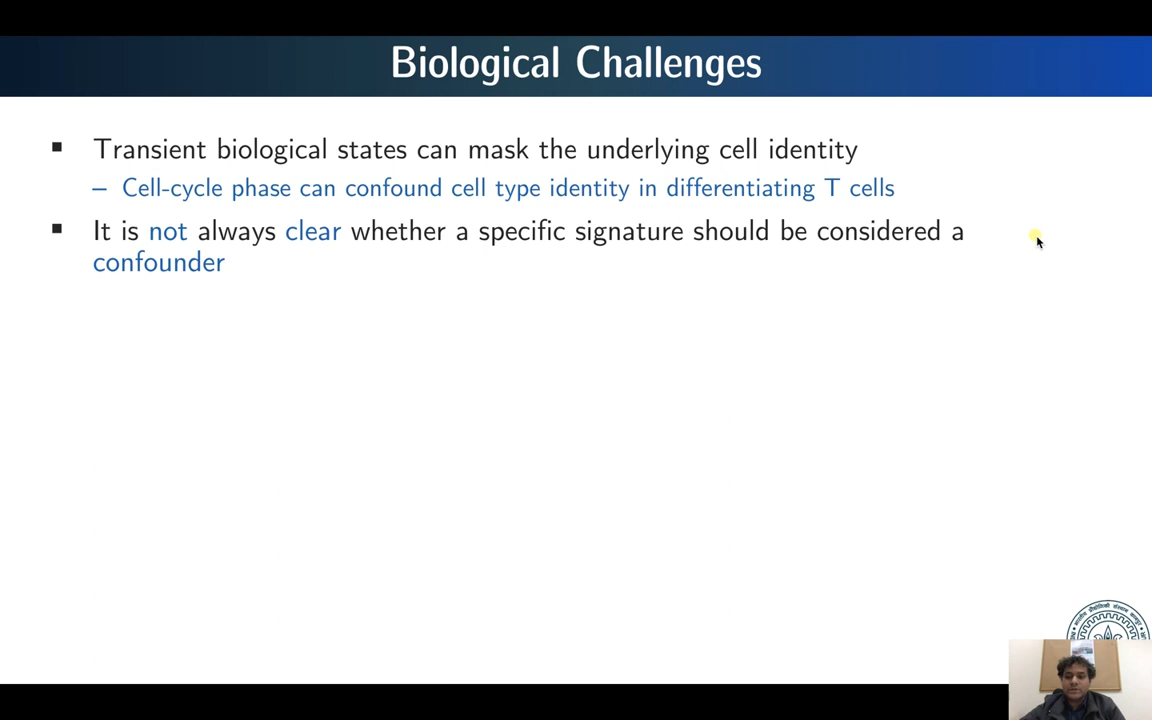 Biological Challenges
▪ Transient biological states can mask the underlying cell identity
– Cell-cycle phase can confound cell type identity in differentiating T cells
▪ It is not always clear whether a specific signature should be considered a
confounder